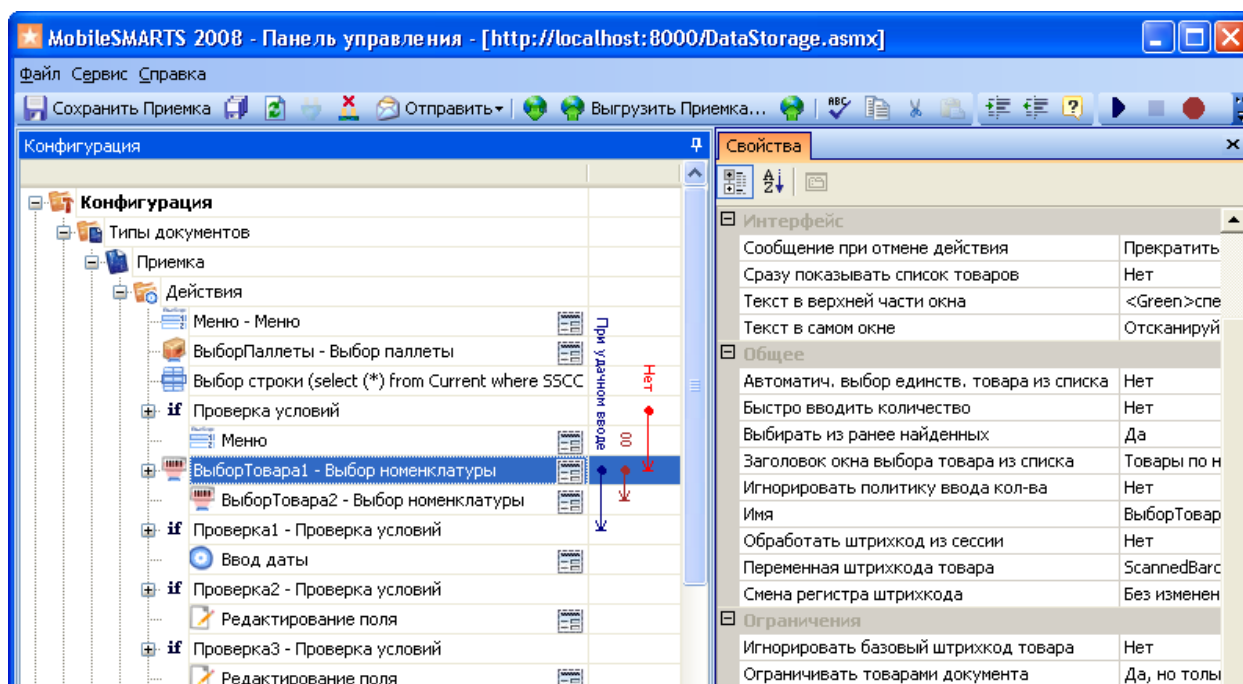 MobileSMARTS 2008 - Панель управления - [http://localhost:8000/DataStorage.asmx]
Файл Сервис Справка
Сохранить Приемка Отправить Выгрузить Приемка... ABC
Конфигурация
Конфигурация
Типы документов
Приемка
Действия
Меню - Меню
ВыборПаллеты - Выбор паллеты
Выбор строки (select (*) from Current where SSCC
if Проверка условий
Меню
ВыборТовара1 - Выбор номенклатуры
ВыборТовара2 - Выбор номенклатуры
if Проверка1 - Проверка условий
Ввод даты
if Проверка2 - Проверка условий
Редактирование поля
if Проверка3 - Проверка условий
Редактирование поля
При удачном вводе
00
Нет
Свойства
Интерфейс
Сообщение при отмене действия Прекратить
Сразу показывать список товаров Нет
Текст в верхней части окна <Green>спе
Текст в самом окне Отсканируй
Общее
Автоматич. выбор единств. товара из списка Нет
Быстро вводить количество Нет
Выбирать из ранее найденных Да
Заголовок окна выбора товара из списка Товары по н
Игнорировать политику ввода кол-ва Нет
Имя ВыборТовар
Обработать штрихкод из сессии Нет
Переменная штрихкода товара ScannedBarc
Смена регистра штрихкода Без изменен
Ограничения
Игнорировать базовый штрихкод товара Нет
Ограничивать товарами документа Да, но толы